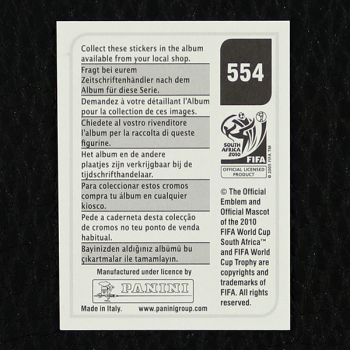 Collect these stickers in the album
available from your local shop.
Fragt bei eurem
Zeitschriftenhändler nach dem
Album für diese Serie.
Demandez à votre détaillant l'Album
pour la collection de ces images.
Chiedete al vostro rivenditore
l'album per la raccolta di queste
figurine.
Het album en de andere
plaatjes zijn verkrijgbaar bij de
tijdschrifthandelaar.
Para coleccionar estos cromos
compra tu álbum en cualquier
kiosco.
Pede a caderneta desta colecção
de cromos no teu ponto de venda
habitual.
Bayinizden aldığınız albümü bu
çıkartmalar ile tamamlayın.
Manufactured under licence by
PANINI
Made in Italy. www.paninigroup.com
554
SOUTH AFRICA
2010
FIFA
OFFICIAL LICENSED
PRODUCT
© The Official
Emblem and
Official Mascot
of the 2010
FIFA World Cup
South Africa™
and FIFA World
Cup Trophy are
copyrights and
trademarks of
FIFA. All rights
reserved.